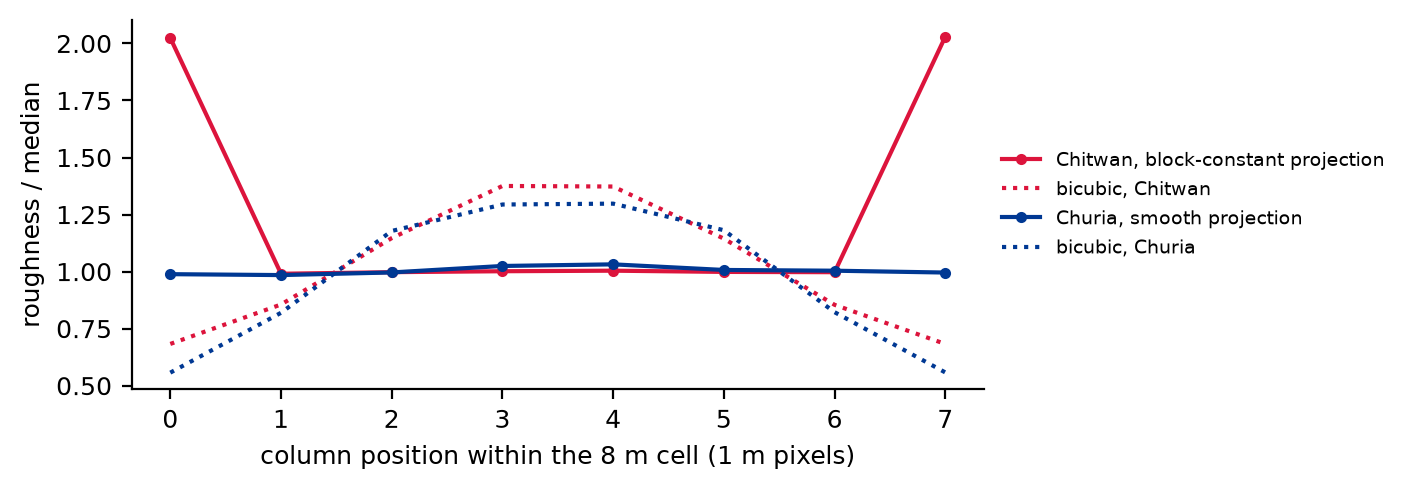 roughness / median
2.00
1.75
1.50
1.25
1.00
0.75
0.50
0 1 2 3 4 5 6 7
column position within the 8 m cell (1 m pixels)
Chitwan, block-constant projection
bicubic, Chitwan
Churia, smooth projection
bicubic, Churia